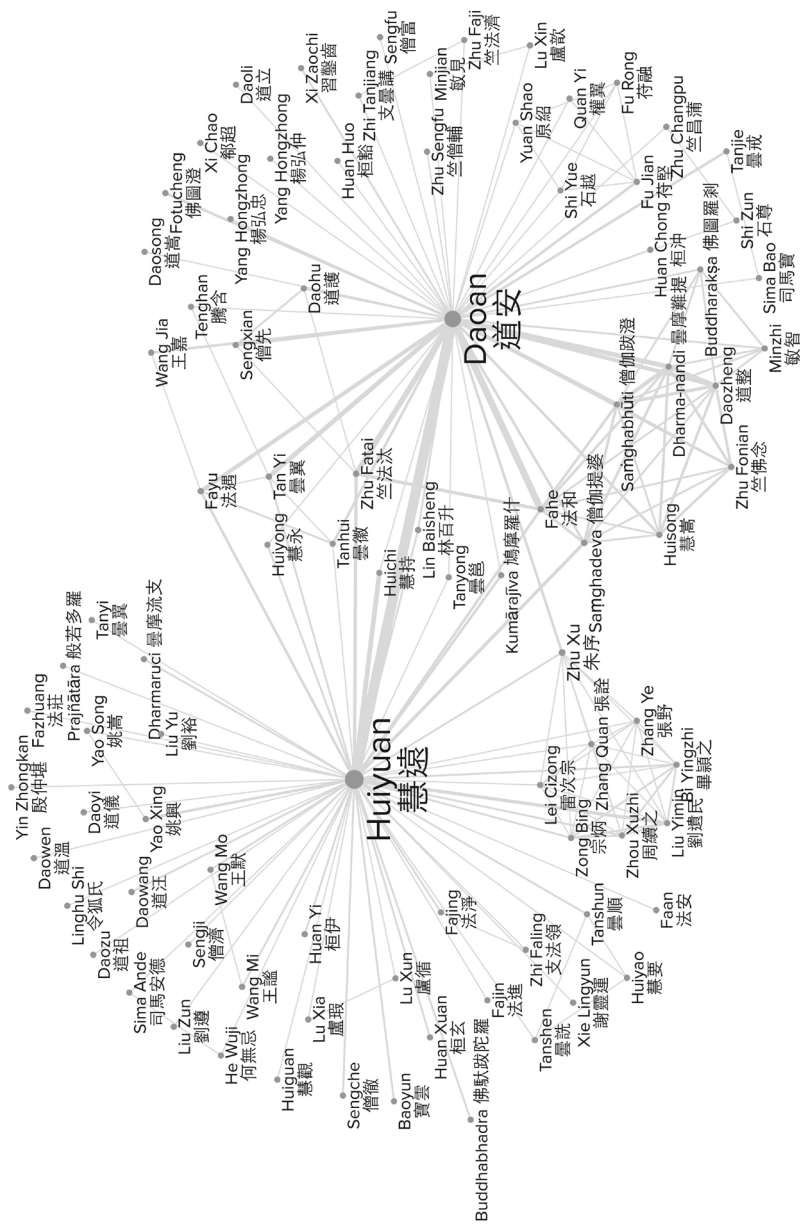 Sengfu
僧富
Zhu Faji
竺法濟
Lu Xin
盧歆
Xi Zaochi
習鑿齒
Zhi Tanjiang
支曇講
Minjian
敏見
Daoli
道立
Quan Yi
權翼
Fu Rong
苻融
Yuan Shao
原紹
Xi Chao
郗超
Yang Hongzhong
楊弘仲
Huan Huo
桓豁
Zhu Sengfu
竺僧輔
Zhu Changpu
竺昌蒲
Tanjie
曇戒
Fotucheng
佛圖澄
Shi Yue
石越
Fu Jian 苻堅
Yang Hongzhong
楊弘忠
Daosong
道嵩
Huan Chong
桓沖
Shi Zun
石尊
Daohu
道護
Sima Bao
司馬寶
Tenghan
騰含
Buddharakṣa 佛圖羅剎
Wang Jia
王嘉
Sengxian
僧先
Daoan
道安
Minzhi
敏智
Dharma-nandi 曇摩難提
Daozheng
道整
Saṁghabhūti 僧伽跋澄
Zhu Fonian
竺佛念
Fayu
法遇
Tan Yi
曇翼
Zhu Fatai
竺法汰
Fahe
法和
Huisong
慧嵩
Huiyong
慧永
Tanhui
曇徽
Lin Baisheng
林百升
Saṃghadeva 僧伽提婆
Huichi
慧持
Tanyong
曇邕
Kumārajīva 鳩摩羅什
Zhu Xu
朱序
Tanyi
曇翼
Prajñātāra 般若多羅
Dharmaruci 曇摩流支
Fazhuang
法莊
Yao Song
姚嵩
Liu Yu
劉裕
Zhang Ye
張野
Zhang Quan 張詮
Yin Zhongkan
殷仲堪
Huiyuan
慧遠
Lei Cizong
雷次宗
Bi Yingzhi
畢穎之
Daoyi
道儀
Yao Xing
姚興
Zong Bing
宗炳
Zhou Xuzhi
周續之
Liu Yimin
劉遺民
Daowen
道溫
Linghu Shi
令狐氏
Daowang
道汪
Wang Mo
王默
Fajing
法淨
Tanshun
曇順
Faan
法安
Daozu
道祖
Sengji
僧濟
Huan Yi
桓伊
Zhi Faling
支法領
Sima Ande
司馬安德
Wang Mi
王謐
Lu Xun
盧循
Huiyao
慧要
Liu Zun
劉遵
Lu Xia
盧瑕
Fajin
法進
Xie Lingyun
謝靈運
He Wuji
何無忌
Huan Xuan
桓玄
Tanshen
曇詵
Huiguan
慧觀
Sengche
僧徹
Baoyun
寶雲
Buddhabhadra 佛馱跋陀羅